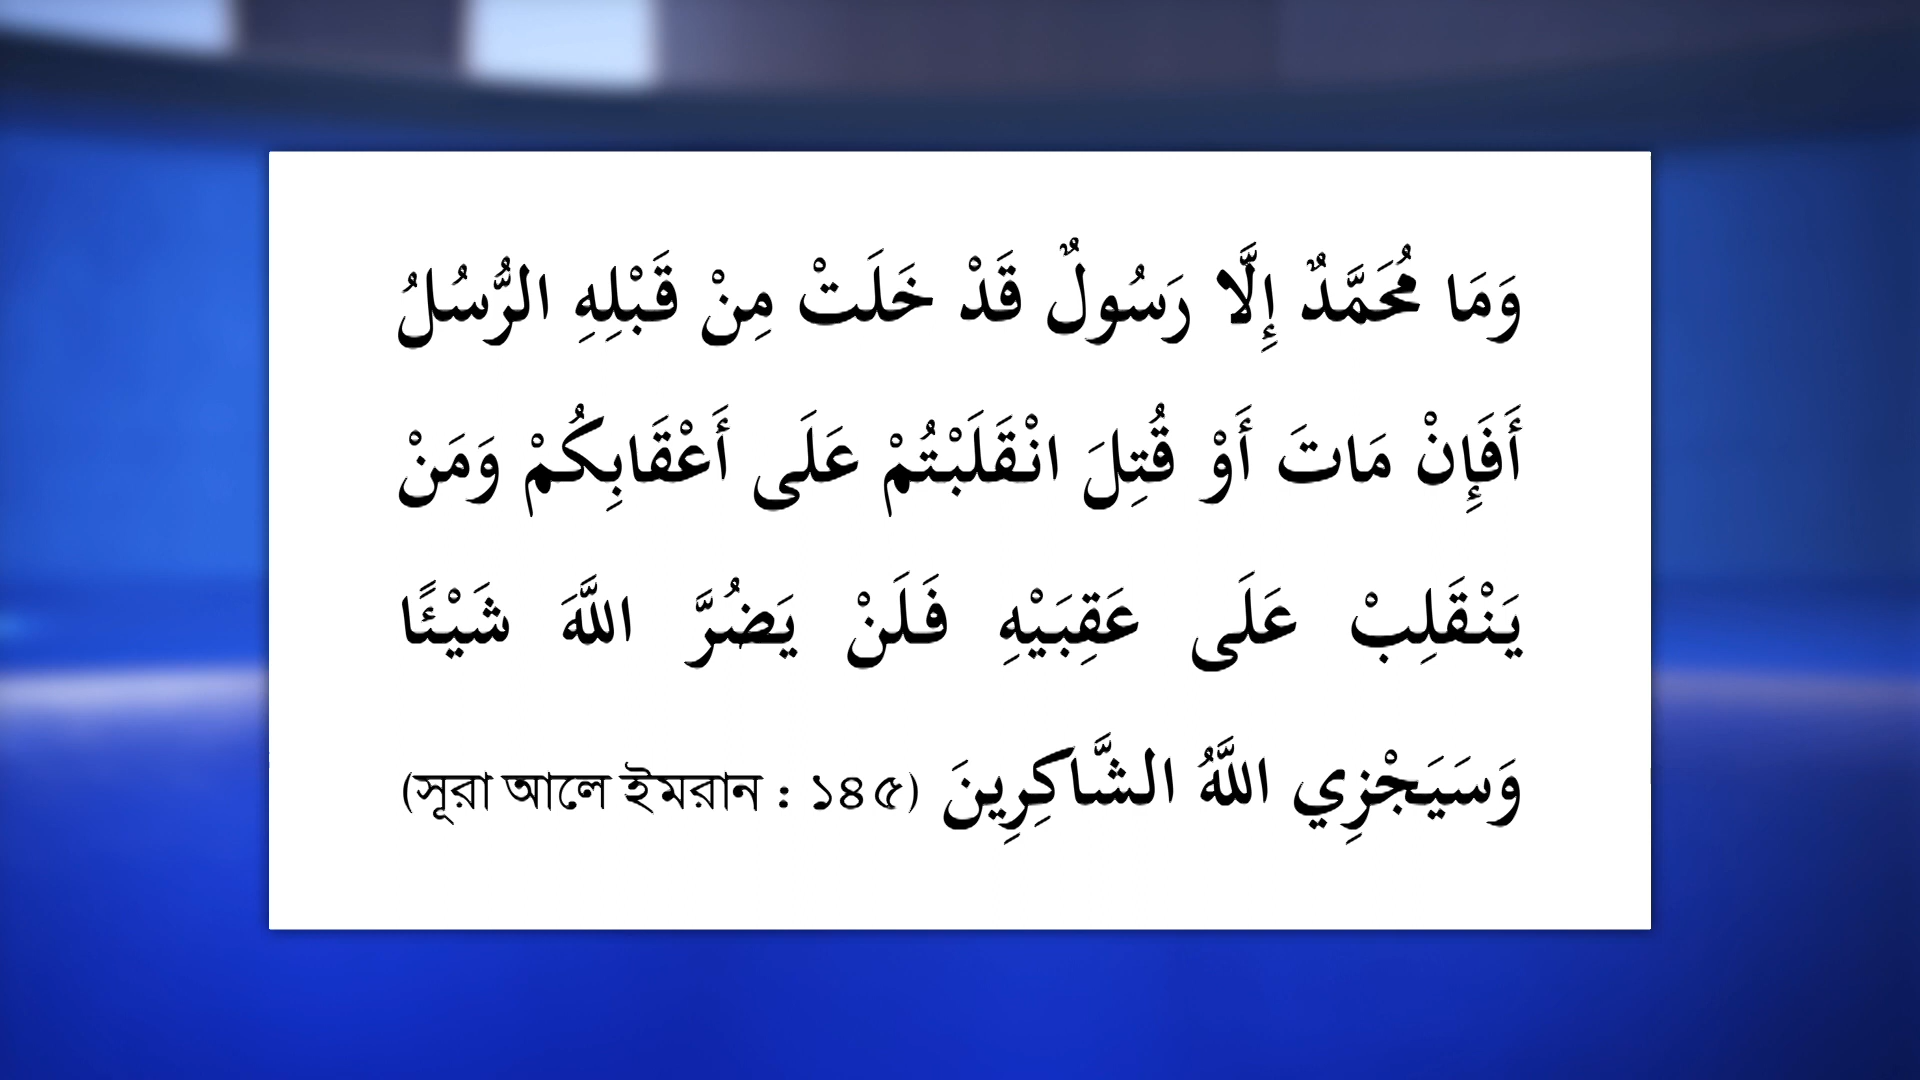 وَمَا مُحَمَّدٌ إِلَّا رَسُولٌ قَدْ خَلَتْ مِنْ قَبْلِهِ الرُّسُلُ
أَفَإِنْ مَاتَ أَوْ قُتِلَ انْقَلَبْتُمْ عَلَى أَعْقَابِكُمْ وَمَنْ
يَنْقَلِبْ عَلَى عَقِبَيْهِ فَلَنْ يَضُرَّ اللَّهَ شَيْئًا
وَسَيَجْزِي اللَّهُ الشَّاكِرِينَ (সূরা আলে ইমরান : ১৪৫)